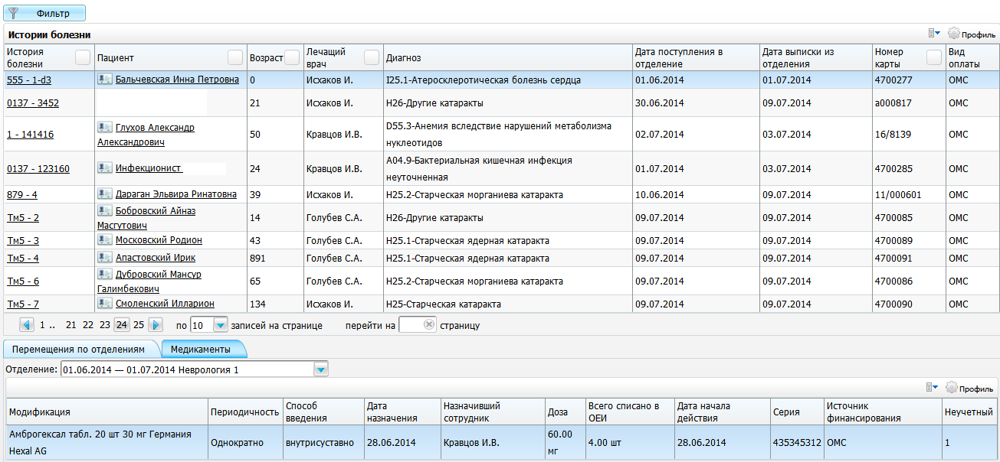 Фильтр
Истории болезни
Профиль
История болезни Пациент Возраст Лечащий врач Диагноз Дата поступления в отделение Дата выписки из отделения Номер карты Вид оплаты
555 - 1-d3 Бальчевская Инна Петровна 0 Исхаков И. I25.1-Атеросклеротическая болезнь сердца 01.06.2014 01.07.2014 4700277 ОМС
0137 - 3452 21 Исхаков И. H26-Другие катаракты 30.06.2014 09.07.2014 a000817 ОМС
1 - 141416 Глухов Александр Александрович 50 Кравцов И.В. D55.3-Анемия вследствие нарушений метаболизма нуклеотидов 02.07.2014 03.07.2014 16/8139 ОМС
0137 - 123160 Инфекционист 24 Кравцов И.В. A04.9-Бактериальная кишечная инфекция неуточненная 01.07.2014 03.07.2014 4700285 ОМС
879 - 4 Дараган Эльвира Ринатовна 39 Исхаков И. H25.2-Старческая морганиева катаракта 10.06.2014 09.07.2014 11/000601 ОМС
Тм5 - 2 Бобровский Айназ Масгутович 14 Голубев С.А. H26-Другие катаракты 09.07.2014 09.07.2014 4700085 ОМС
Тм5 - 3 Московский Родион 43 Голубев С.А. H25.1-Старческая ядерная катаракта 09.07.2014 09.07.2014 4700089 ОМС
Тм5 - 4 Апастовский Ирик 891 Голубев С.А. H25.1-Старческая ядерная катаракта 09.07.2014 09.07.2014 4700091 ОМС
Тм5 - 6 Дубровский Мансур Галимбекович 65 Голубев С.А. H25.2-Старческая морганиева катаракта 09.07.2014 09.07.2014 4700086 ОМС
Тм5 - 7 Смоленский Илларион 134 Исхаков И. H25-Старческая катаракта 09.07.2014 09.07.2014 4700090 ОМС
1 .. 21 22 23 24 25 по 10 записей на странице перейти на страницу
Перемещения по отделениям Медикаменты
Отделение: 01.06.2014 — 01.07.2014 Неврология 1
Профиль
Модификация Периодичность Способ введения Дата назначения Назначивший сотрудник Доза Всего списано в ОЕИ Дата начала действия Серия Источник финансирования Неучетный
Амброгексал табл. 20 шт 30 мг Германия Hexal AG Однократно внутрисуставно 28.06.2014 Кравцов И.В. 60.00 мг 4.00 шт 28.06.2014 435345312 ОМС 1